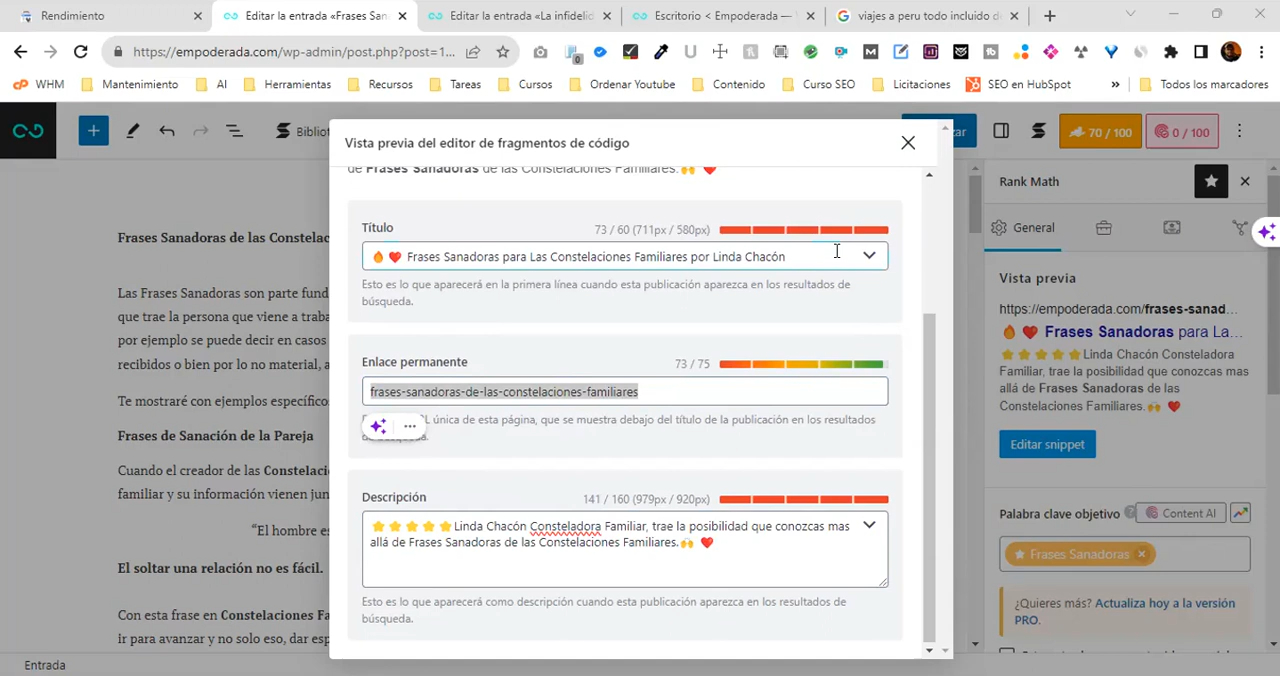 Rendimiento
Editar la entrada «Frases San
Editar la entrada «La infidelid
Escritorio < Empoderada —
viajes a peru todo incluido de
https://empoderada.com/wp-admin/post.php?post=1...
WHM
Mantenimiento
AI
Herramientas
Recursos
Tareas
Cursos
Ordenar Youtube
Contenido
Curso SEO
Licitaciones
SEO en HubSpot
»
Todos los marcadores
Bibliot
zar
70 / 100
0 / 100
Vista previa del editor de fragmentos de código
de Frases Sanadoras de las Constelaciones Familiares.🙌 ❤️
Título
73 / 60 (711px / 580px)
🔥 ❤️ Frases Sanadoras para Las Constelaciones Familiares por Linda Chacón
Esto es lo que aparecerá en la primera línea cuando esta publicación aparezca en los resultados de
búsqueda.
Enlace permanente
73 / 75
frases-sanadoras-de-las-constelaciones-familiares
única de esta página, que se muestra debajo del título de la publicación en los resultados
Descripción
141 / 160 (979px / 920px)
⭐⭐⭐⭐⭐Linda Chacón Consteladora Familiar, trae la posibilidad que conozcas mas
allá de Frases Sanadoras de las Constelaciones Familiares.🙌 ❤️
Esto es lo que aparecerá como descripción cuando esta publicación aparezca en los resultados de
búsqueda.
Frases Sanadoras de las Constelac
Las Frases Sanadoras son parte fund
que trae la persona que viene a traba
por ejemplo se puede decir en casos
recibidos o bien por lo no material, a
Te mostraré con ejemplos específico
Frases de Sanación de la Pareja
Cuando el creador de las Constelac
familiar y su información vienen jun
“El hombre es
El soltar una relación no es fácil.
Con esta frase en Constelaciones Fa
ir para avanzar y no solo eso, dar esp
Entrada
Rank Math
General
Vista previa
https://empoderada.com/frases-sanad...
🔥 ❤️ Frases Sanadoras para La...
⭐⭐⭐⭐⭐Linda Chacón Consteladora
Familiar, trae la posibilidad que conozcas mas
allá de Frases Sanadoras de las
Constelaciones Familiares.🙌 ❤️
Editar snippet
Palabra clave objetivo
Content AI
Frases Sanadoras
¿Quieres más? Actualiza hoy a la versión
PRO.